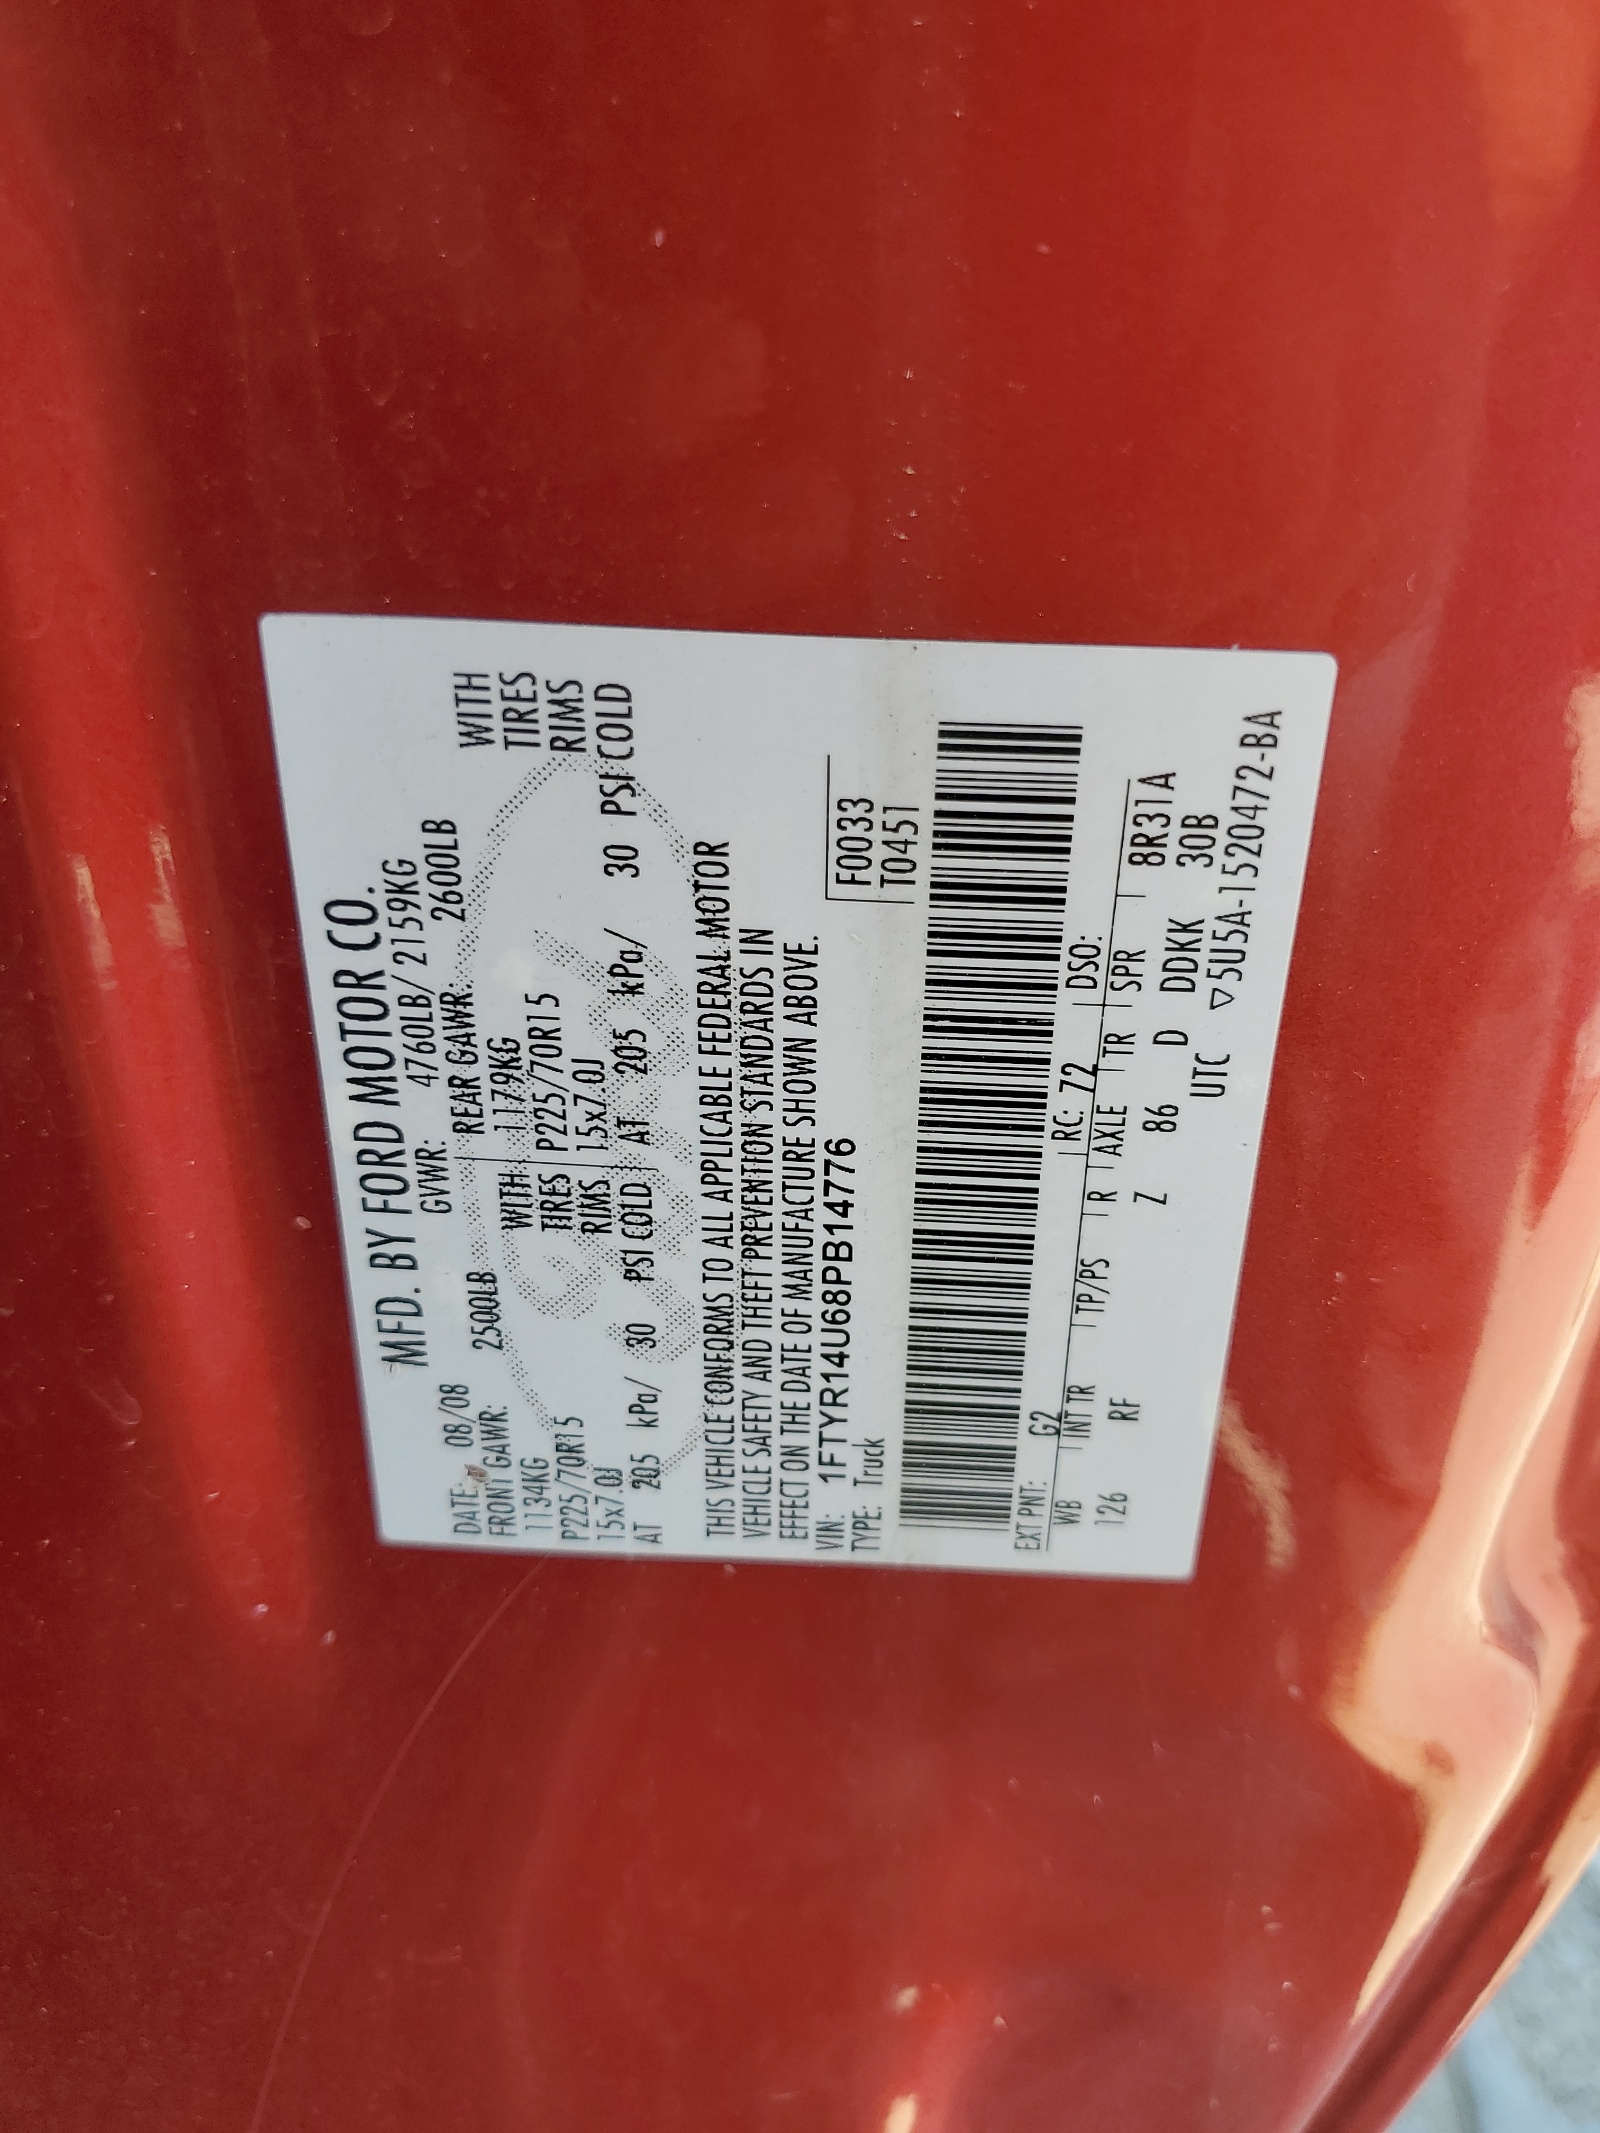 MFD. BY FORD MOTOR CO.
DATE: 08/08 GVWR: 4760LB/ 2159KG
FRONT GAWR: 2500LB REAR GAWR: 2600LB
1134KG WITH 1179KG WITH
P225/70R15 TIRES P225/70R15 TIRES
15x7.0J RIMS 15x7.0J RIMS
AT 205 kPa/ 30 PSI COLD AT 205 kPa/ 30 PSI COLD
THIS VEHICLE CONFORMS TO ALL APPLICABLE FEDERAL MOTOR
VEHICLE SAFETY AND THEFT PREVENTION STANDARDS IN
EFFECT ON THE DATE OF MANUFACTURE SHOWN ABOVE.
VIN: 1FTYR14U68PB14776 F0033
TYPE: Truck T0451
EXT PNT: G2 RC: 72 DSO:
WB INT TR TP/PS R AXLE TR SPR 8R31A
126 RF Z 86 D DDKK 30B
UTC ▽5U5A-1520472-BA